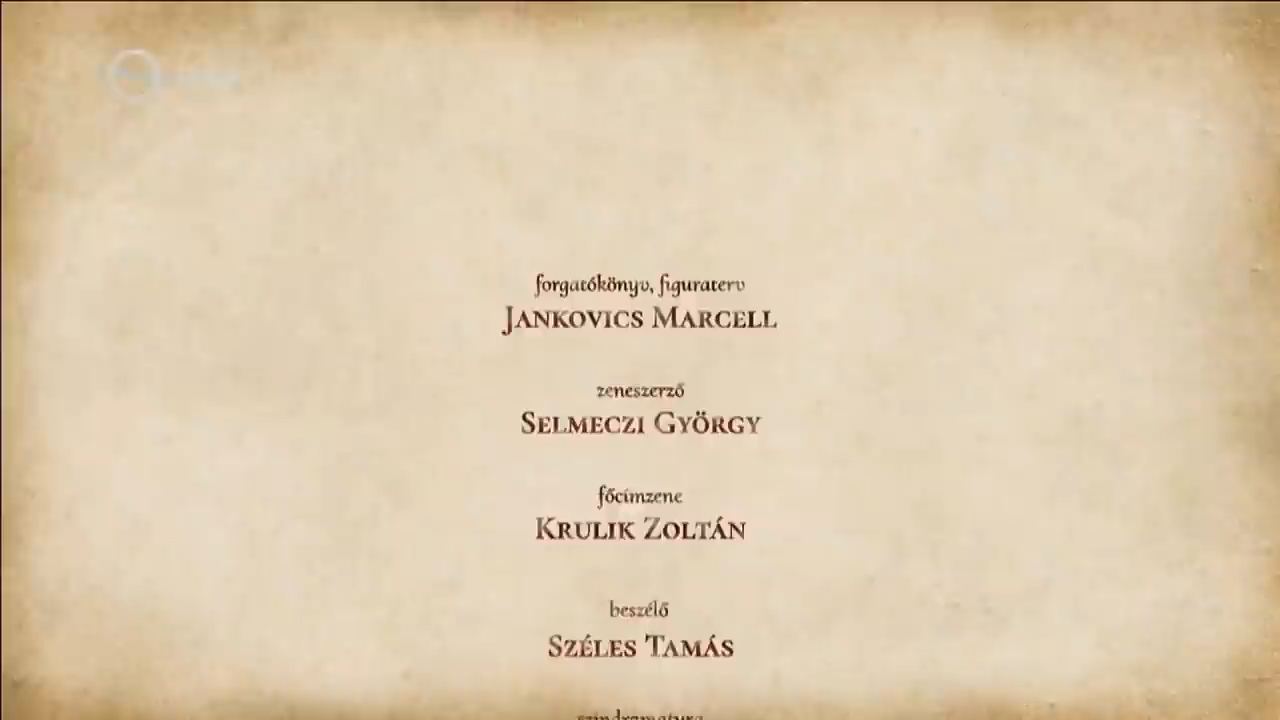 forgatókönyv, figuraterv
JANKOVICS MARCELL
zeneszerző
SELMECZI GYÖRGY
főcímzene
KRULIK ZOLTÁN
beszélő
SZÉLES TAMÁS